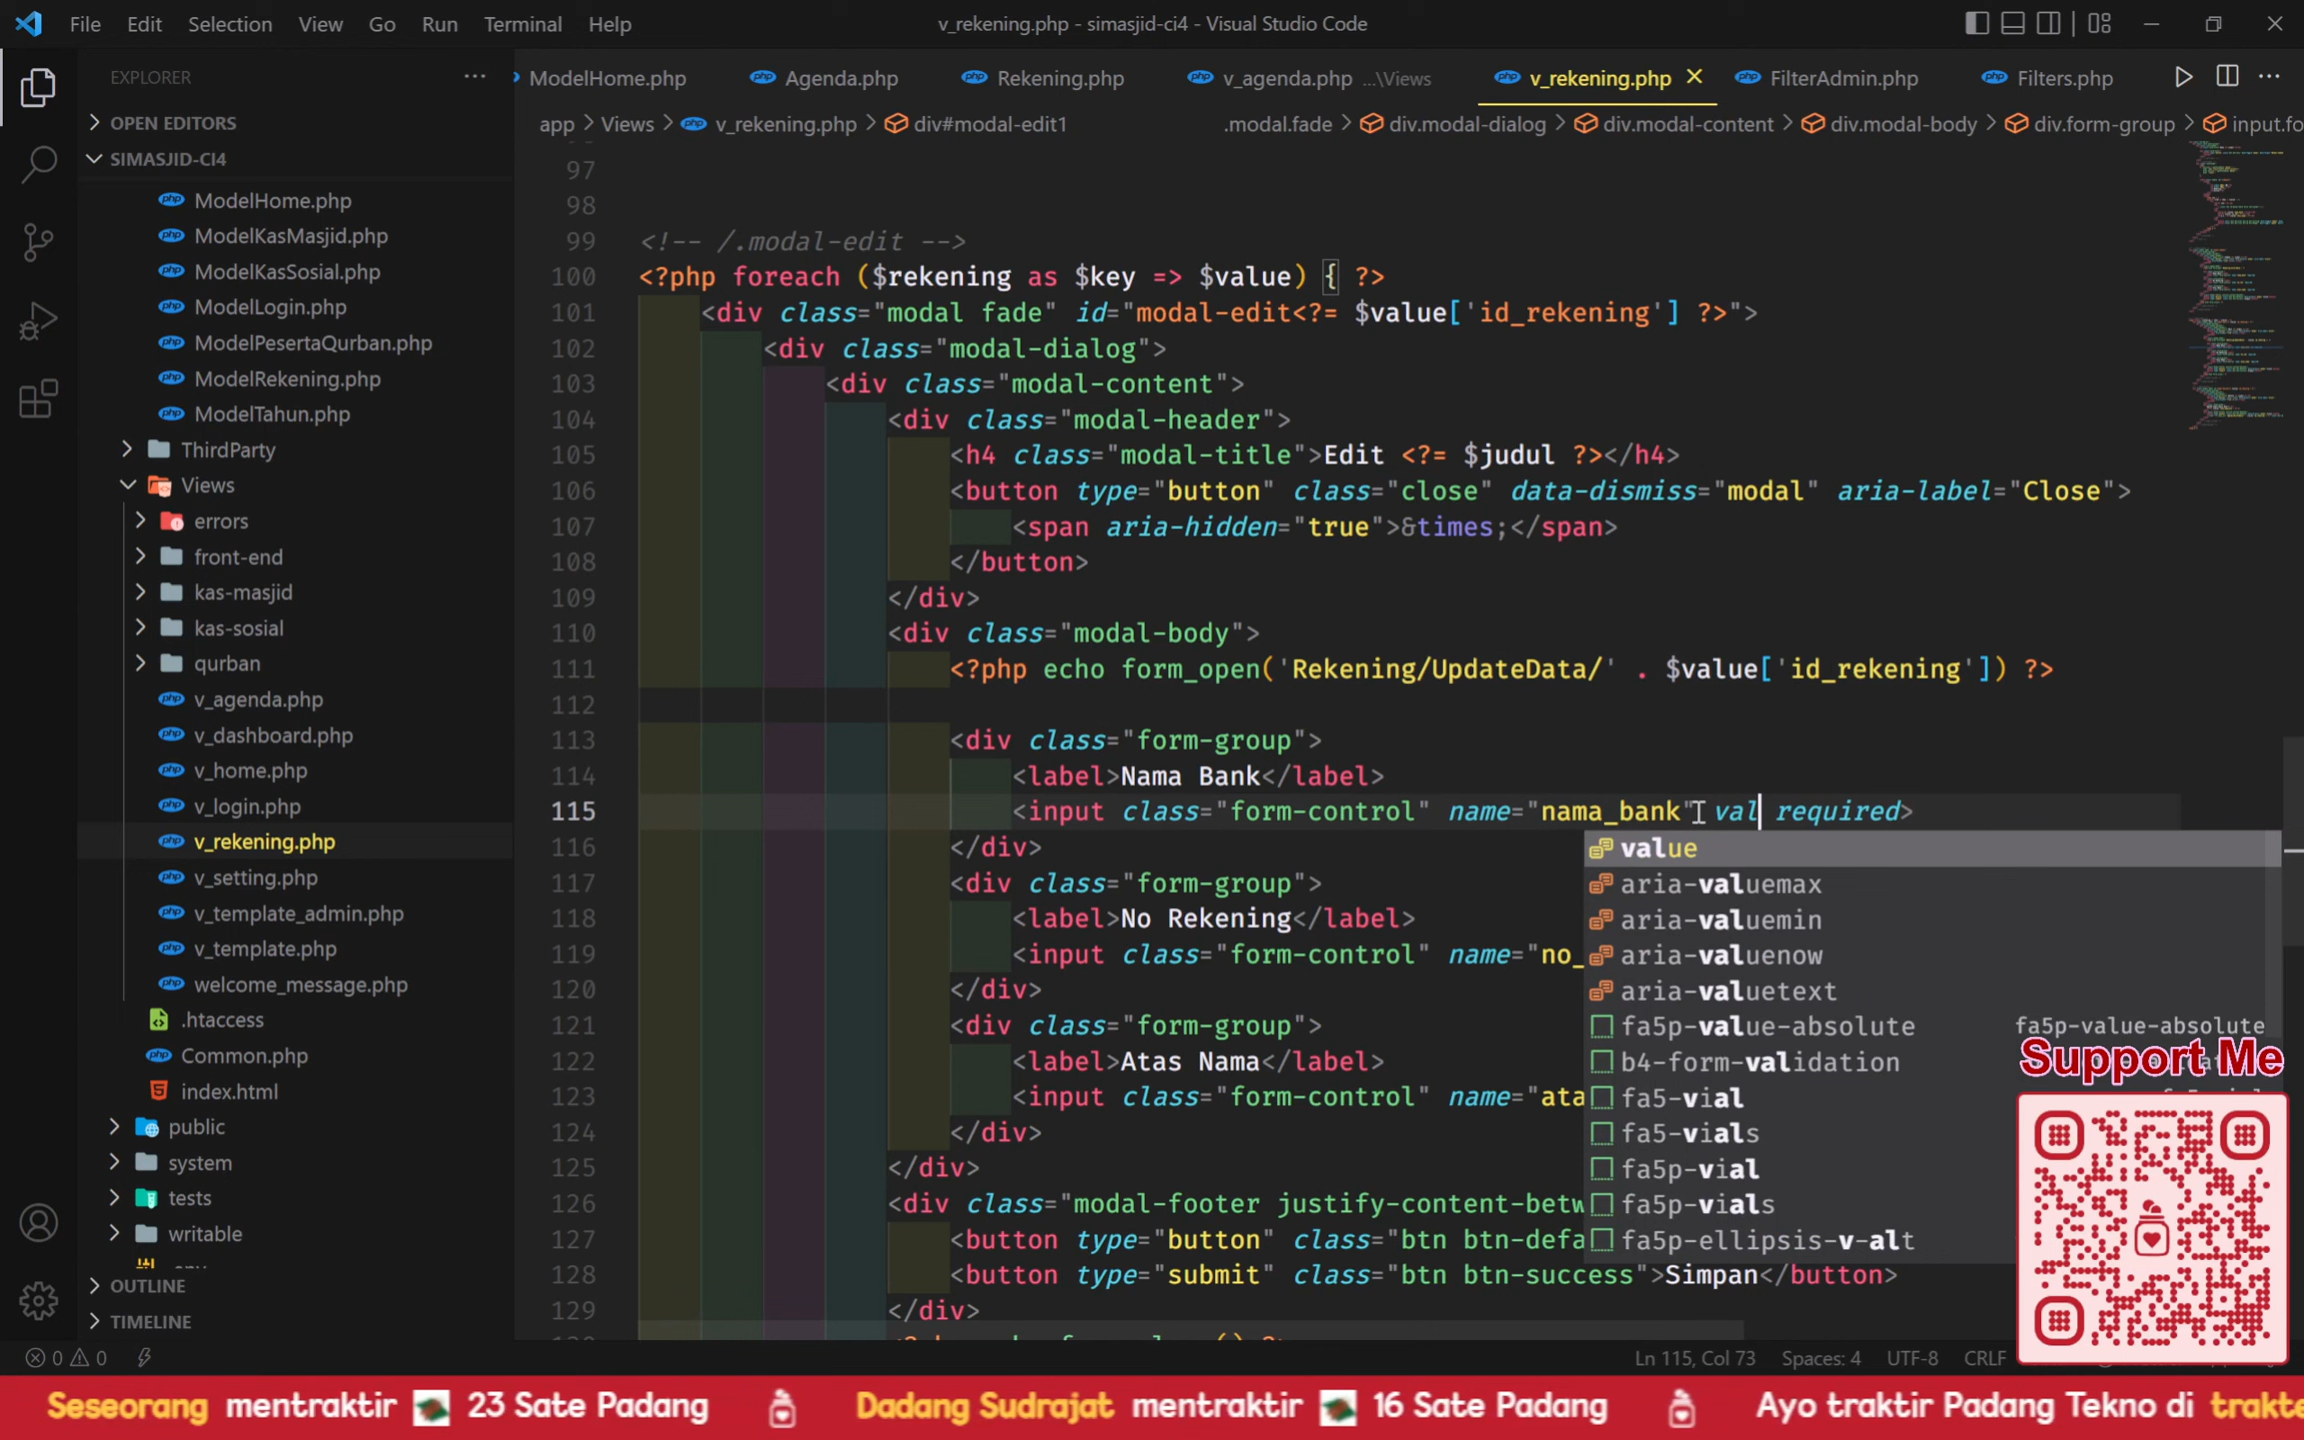 File Edit Selection View Go Run Terminal Help
v_rekening.php - simasjid-ci4 - Visual Studio Code
EXPLORER
OPEN EDITORS
SIMASJID-CI4
ModelHome.php
ModelKasMasjid.php
ModelKasSosial.php
ModelLogin.php
ModelPesertaQurban.php
ModelRekening.php
ModelTahun.php
ThirdParty
Views
errors
front-end
kas-masjid
kas-sosial
qurban
v_agenda.php
v_dashboard.php
v_home.php
v_login.php
v_rekening.php
v_setting.php
v_template_admin.php
v_template.php
welcome_message.php
.htaccess
Common.php
index.html
public
system
tests
writable
OUTLINE
TIMELINE
ModelHome.php Agenda.php Rekening.php v_agenda.php ...\Views v_rekening.php FilterAdmin.php Filters.php
app > Views > v_rekening.php > div#modal-edit1 .modal.fade > div.modal-dialog > div.modal-content > div.modal-body > div.form-group > input.fo
97
98
99 <!-- /.modal-edit -->
100 <?php foreach ($rekening as $key => $value) { ?>
101 <div class="modal fade" id="modal-edit<?= $value['id_rekening'] ?>">
102 <div class="modal-dialog">
103 <div class="modal-content">
104 <div class="modal-header">
105 <h4 class="modal-title">Edit <?= $judul ?></h4>
106 <button type="button" class="close" data-dismiss="modal" aria-label="Close">
107 <span aria-hidden="true">&times;</span>
108 </button>
109 </div>
110 <div class="modal-body">
111 <?php echo form_open('Rekening/UpdateData/' . $value['id_rekening']) ?>
112
113 <div class="form-group">
114 <label>Nama Bank</label>
115 <input class="form-control" name="nama_bank" val required>
116 </div>
117 <div class="form-group">
118 <label>No Rekening</label>
119 <input class="form-control" name="no_
120 </div>
121 <div class="form-group">
122 <label>Atas Nama</label>
123 <input class="form-control" name="ata
124 </div>
125 </div>
126 <div class="modal-footer justify-content-betw
127 <button type="button" class="btn btn-defa
128 <button type="submit" class="btn btn-success">Simpan</button>
129 </div>
value
aria-valuemax
aria-valuemin
aria-valuenow
aria-valuetext
fa5p-value-absolute fa5p-value-absolute
b4-form-validation
fa5-vial
fa5-vials
fa5p-vial
fa5p-vials
fa5p-ellipsis-v-alt
Support Me
0 0
Ln 115, Col 73 Spaces: 4 UTF-8 CRLF
Seseorang mentraktir 23 Sate Padang Dadang Sudrajat mentraktir 16 Sate Padang Ayo traktir Padang Tekno di trakte